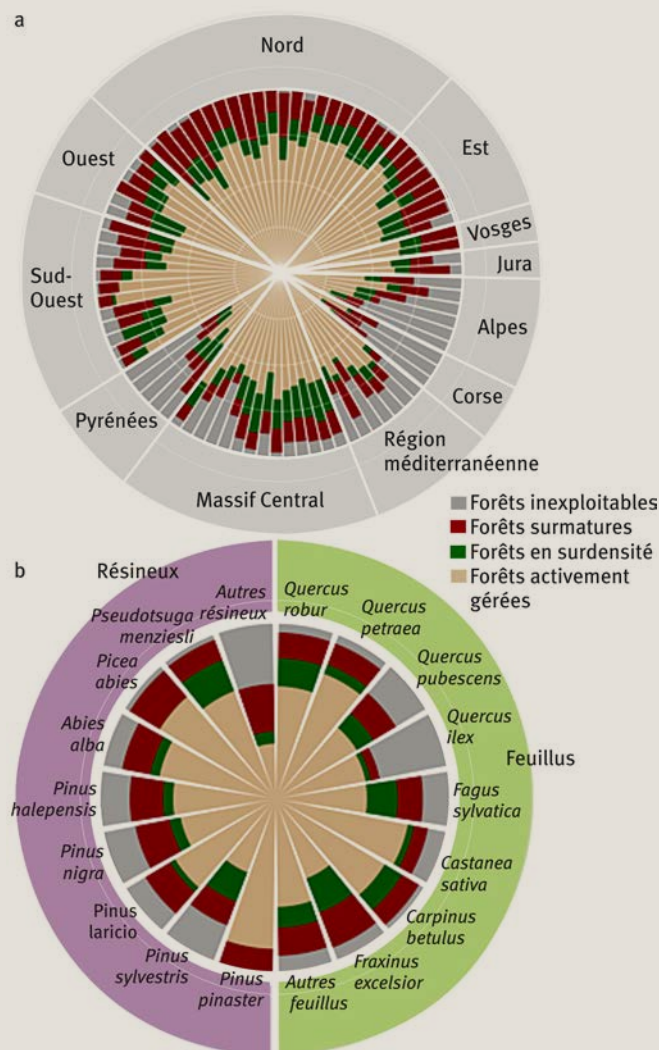 a
Nord
Ouest
Est
Vosges
Jura
Sud-
Ouest
Alpes
Corse
Pyrénées
Région
méditerranéenne
Massif Central
Forêts inexploitables
Forêts surmatures
Forêts en surdensité
Forêts activement
gérées
b
Résineux
Autres
résineux
Quercus
robur
Pseudotsuga
menziesli
Quercus
petraea
Picea
abies
Quercus
pubescens
Abies
alba
Quercus
ilex
Feuillus
Pinus
halepensis
Fagus
sylvatica
Pinus
nigra
Castanea
sativa
Pinus
laricio
Carpinus
betulus
Pinus
sylvestris
Fraxinus
excelsior
Pinus
pinaster
Autres
feuillus